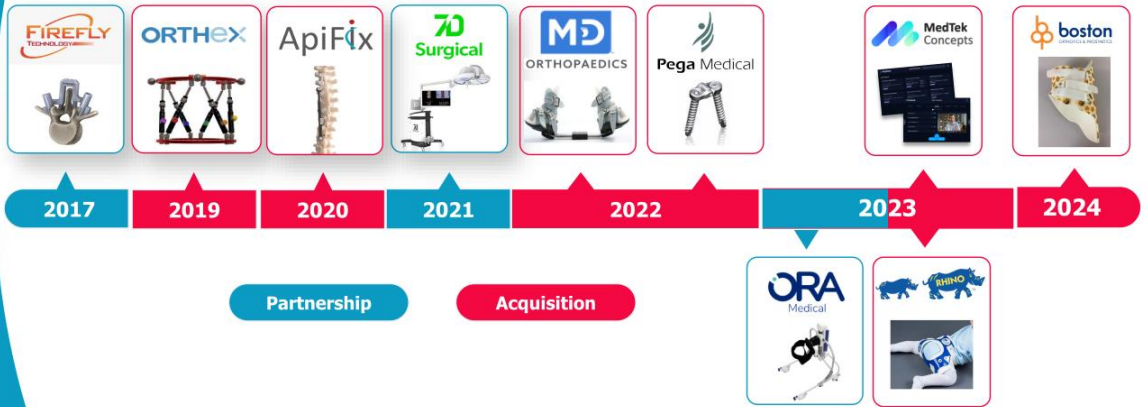 FIREFLY
TECHNOLOGY
ORTHEX
ApiFix
7D
Surgical
MD
ORTHOPAEDICS
Pega Medical
MedTek
Concepts
boston
2017
2019
2020
2021
2022
2023
2024
Partnership
Acquisition
ORA
Medical
RHINO